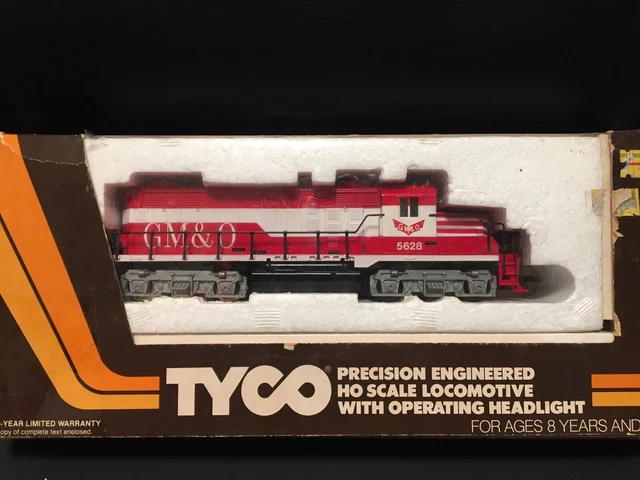 GM&O
GM&O
5628
TYCO®
PRECISION ENGINEERED
HO SCALE LOCOMOTIVE
WITH OPERATING HEADLIGHT
FOR AGES 8 YEARS AND
-YEAR LIMITED WARRANTY
opy of complete text enclosed.